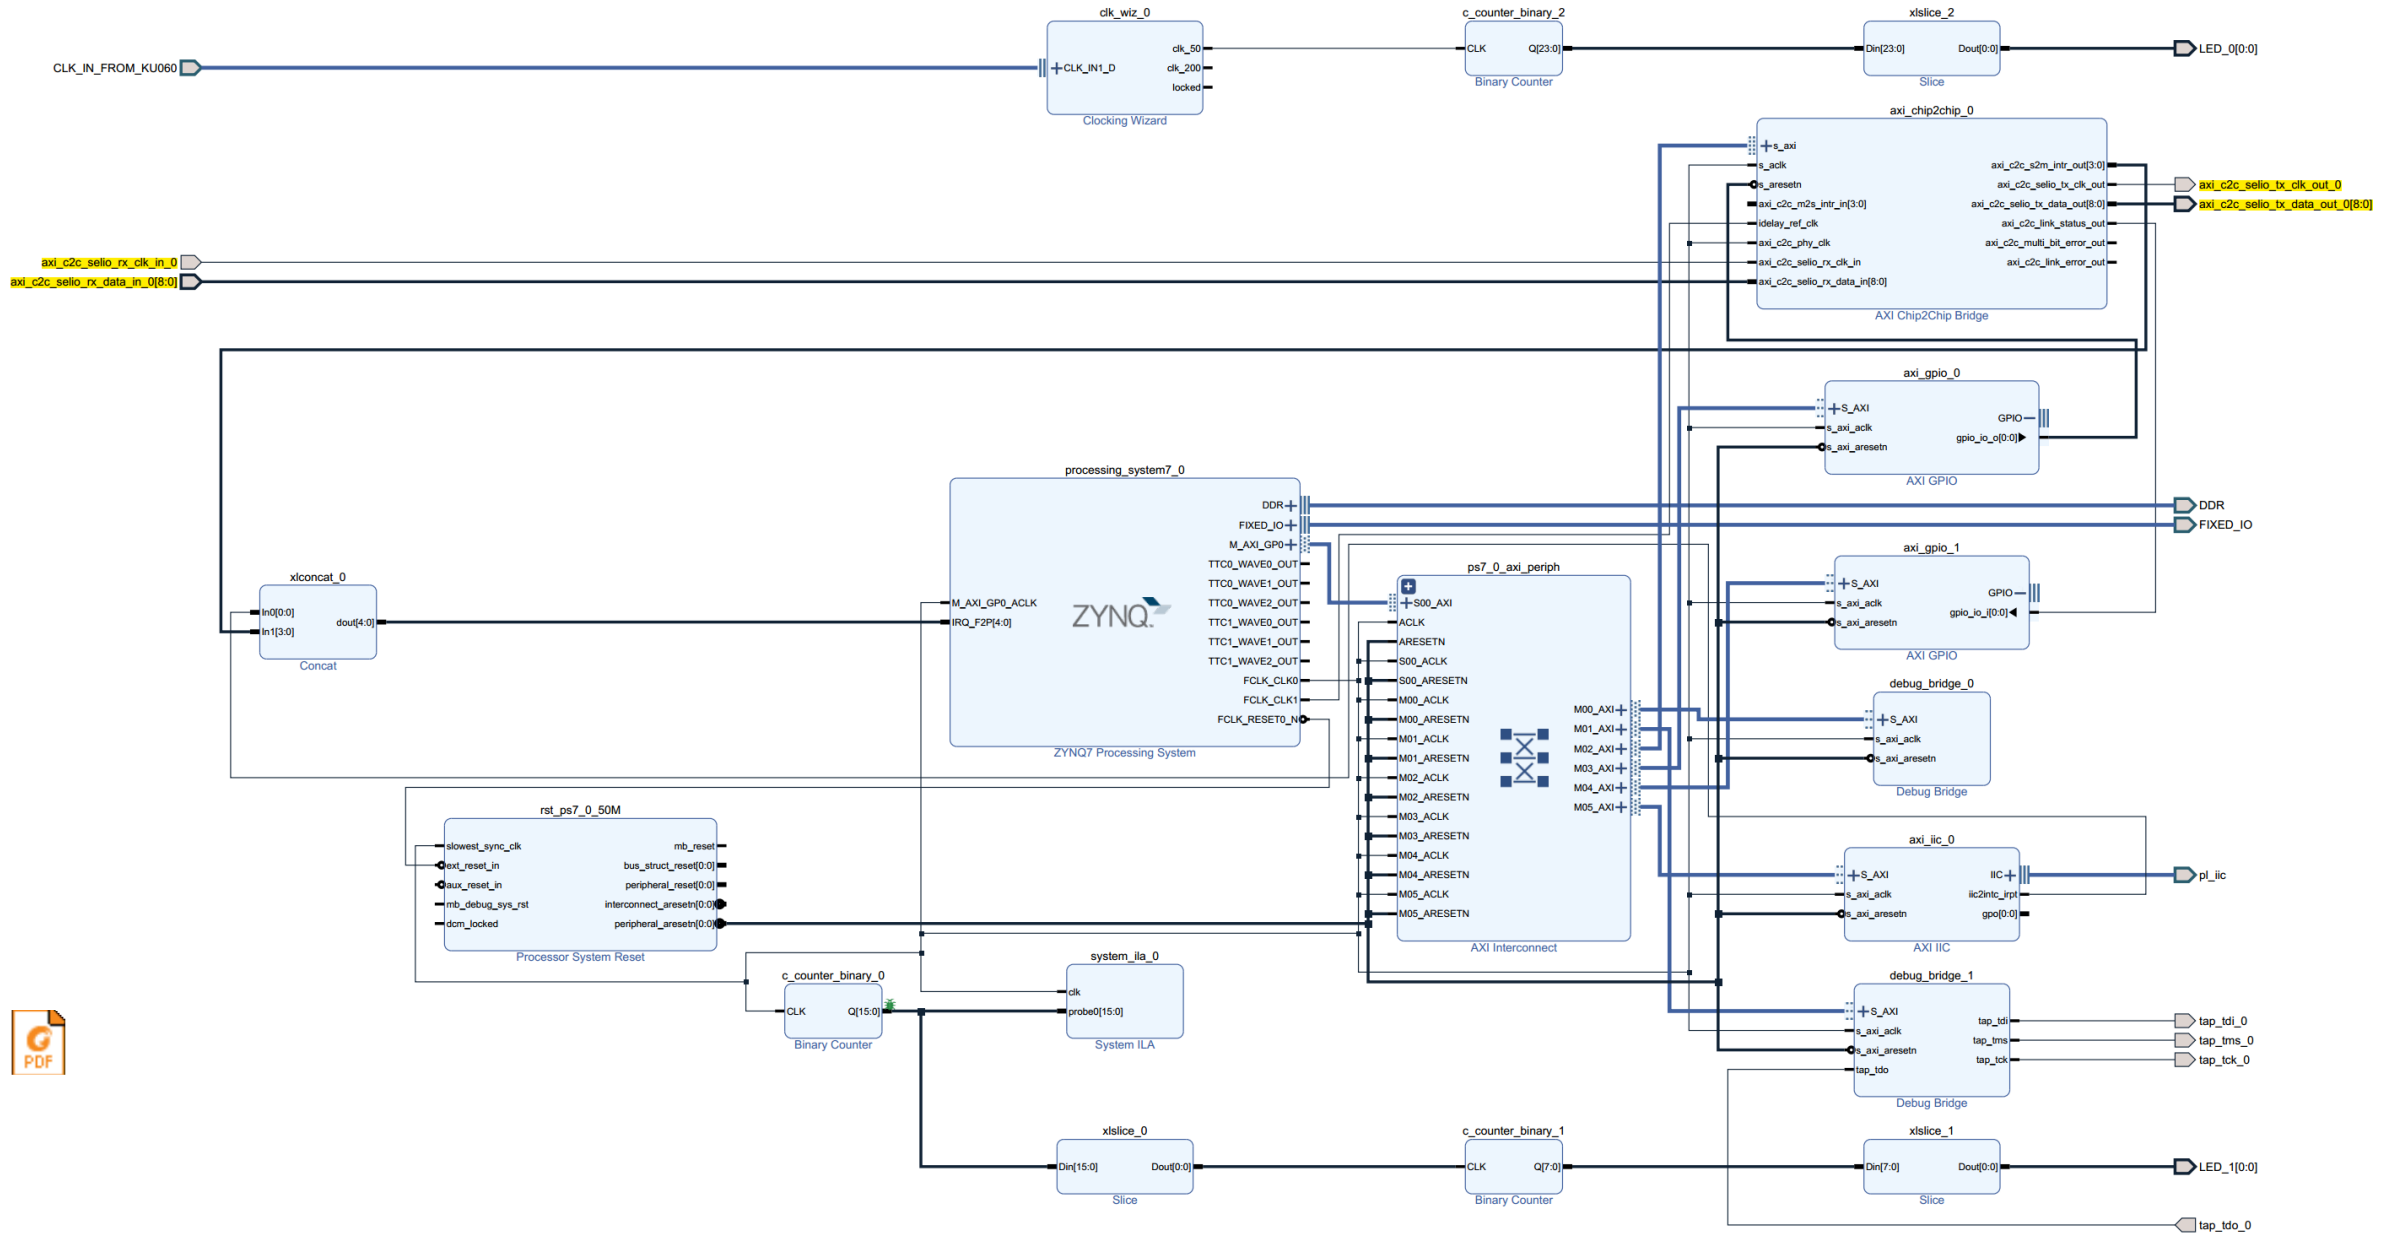 clk_wiz_0
CLK_IN1_D
clk_50
clk_200
locked
Clocking Wizard
c_counter_binary_2
CLK
Q[23:0]
Binary Counter
xlslice_2
Din[23:0]
Dout[0:0]
Slice
LED_0[0:0]
CLK_IN_FROM_KU060
axi_chip2chip_0
s_axi
s_aclk
s_aresetn
axi_c2c_m2s_intr_in[3:0]
idelay_ref_clk
axi_c2c_phy_clk
axi_c2c_selio_rx_clk_in
axi_c2c_selio_rx_data_in[8:0]
axi_c2c_s2m_intr_out[3:0]
axi_c2c_selio_tx_clk_out
axi_c2c_selio_tx_data_out[8:0]
axi_c2c_link_status_out
axi_c2c_multi_bit_error_out
axi_c2c_link_error_out
AXI Chip2Chip Bridge
axi_c2c_selio_tx_clk_out_0
axi_c2c_selio_tx_data_out_0[8:0]
axi_c2c_selio_rx_clk_in_0
axi_c2c_selio_rx_data_in_0[8:0]
axi_gpio_0
S_AXI
s_axi_aclk
s_axi_aresetn
GPIO
gpio_io_o[0:0]
AXI GPIO
processing_system7_0
M_AXI_GP0_ACLK
IRQ_F2P[4:0]
ZYNQ
DDR
FIXED_IO
M_AXI_GP0
TTC0_WAVE0_OUT
TTC0_WAVE1_OUT
TTC0_WAVE2_OUT
TTC1_WAVE0_OUT
TTC1_WAVE1_OUT
TTC1_WAVE2_OUT
FCLK_CLK0
FCLK_CLK1
FCLK_RESET0_N
ZYNQ7 Processing System
DDR
FIXED_IO
xlconcat_0
In0[0:0]
In1[3:0]
dout[4:0]
Concat
ps7_0_axi_periph
S00_AXI
ACLK
ARESETN
S00_ACLK
S00_ARESETN
M00_ACLK
M00_ARESETN
M01_ACLK
M01_ARESETN
M02_ACLK
M02_ARESETN
M03_ACLK
M03_ARESETN
M04_ACLK
M04_ARESETN
M05_ACLK
M05_ARESETN
M00_AXI
M01_AXI
M02_AXI
M03_AXI
M04_AXI
M05_AXI
AXI Interconnect
axi_gpio_1
S_AXI
s_axi_aclk
s_axi_aresetn
GPIO
gpio_io_i[0:0]
AXI GPIO
debug_bridge_0
S_AXI
s_axi_aclk
s_axi_aresetn
Debug Bridge
rst_ps7_0_50M
slowest_sync_clk
ext_reset_in
aux_reset_in
mb_debug_sys_rst
dcm_locked
mb_reset
bus_struct_reset[0:0]
peripheral_reset[0:0]
interconnect_aresetn[0:0]
peripheral_aresetn[0:0]
Processor System Reset
axi_iic_0
S_AXI
s_axi_aclk
s_axi_aresetn
IIC
iic2intc_irpt
gpo[0:0]
AXI IIC
pl_iic
c_counter_binary_0
CLK
Q[15:0]
Binary Counter
system_ila_0
clk
probe0[15:0]
System ILA
debug_bridge_1
S_AXI
s_axi_aclk
s_axi_aresetn
tap_tdo
tap_tdi
tap_tms
tap_tck
Debug Bridge
tap_tdi_0
tap_tms_0
tap_tck_0
PDF
xlslice_0
Din[15:0]
Dout[0:0]
Slice
c_counter_binary_1
CLK
Q[7:0]
Binary Counter
xlslice_1
Din[7:0]
Dout[0:0]
Slice
LED_1[0:0]
tap_tdo_0